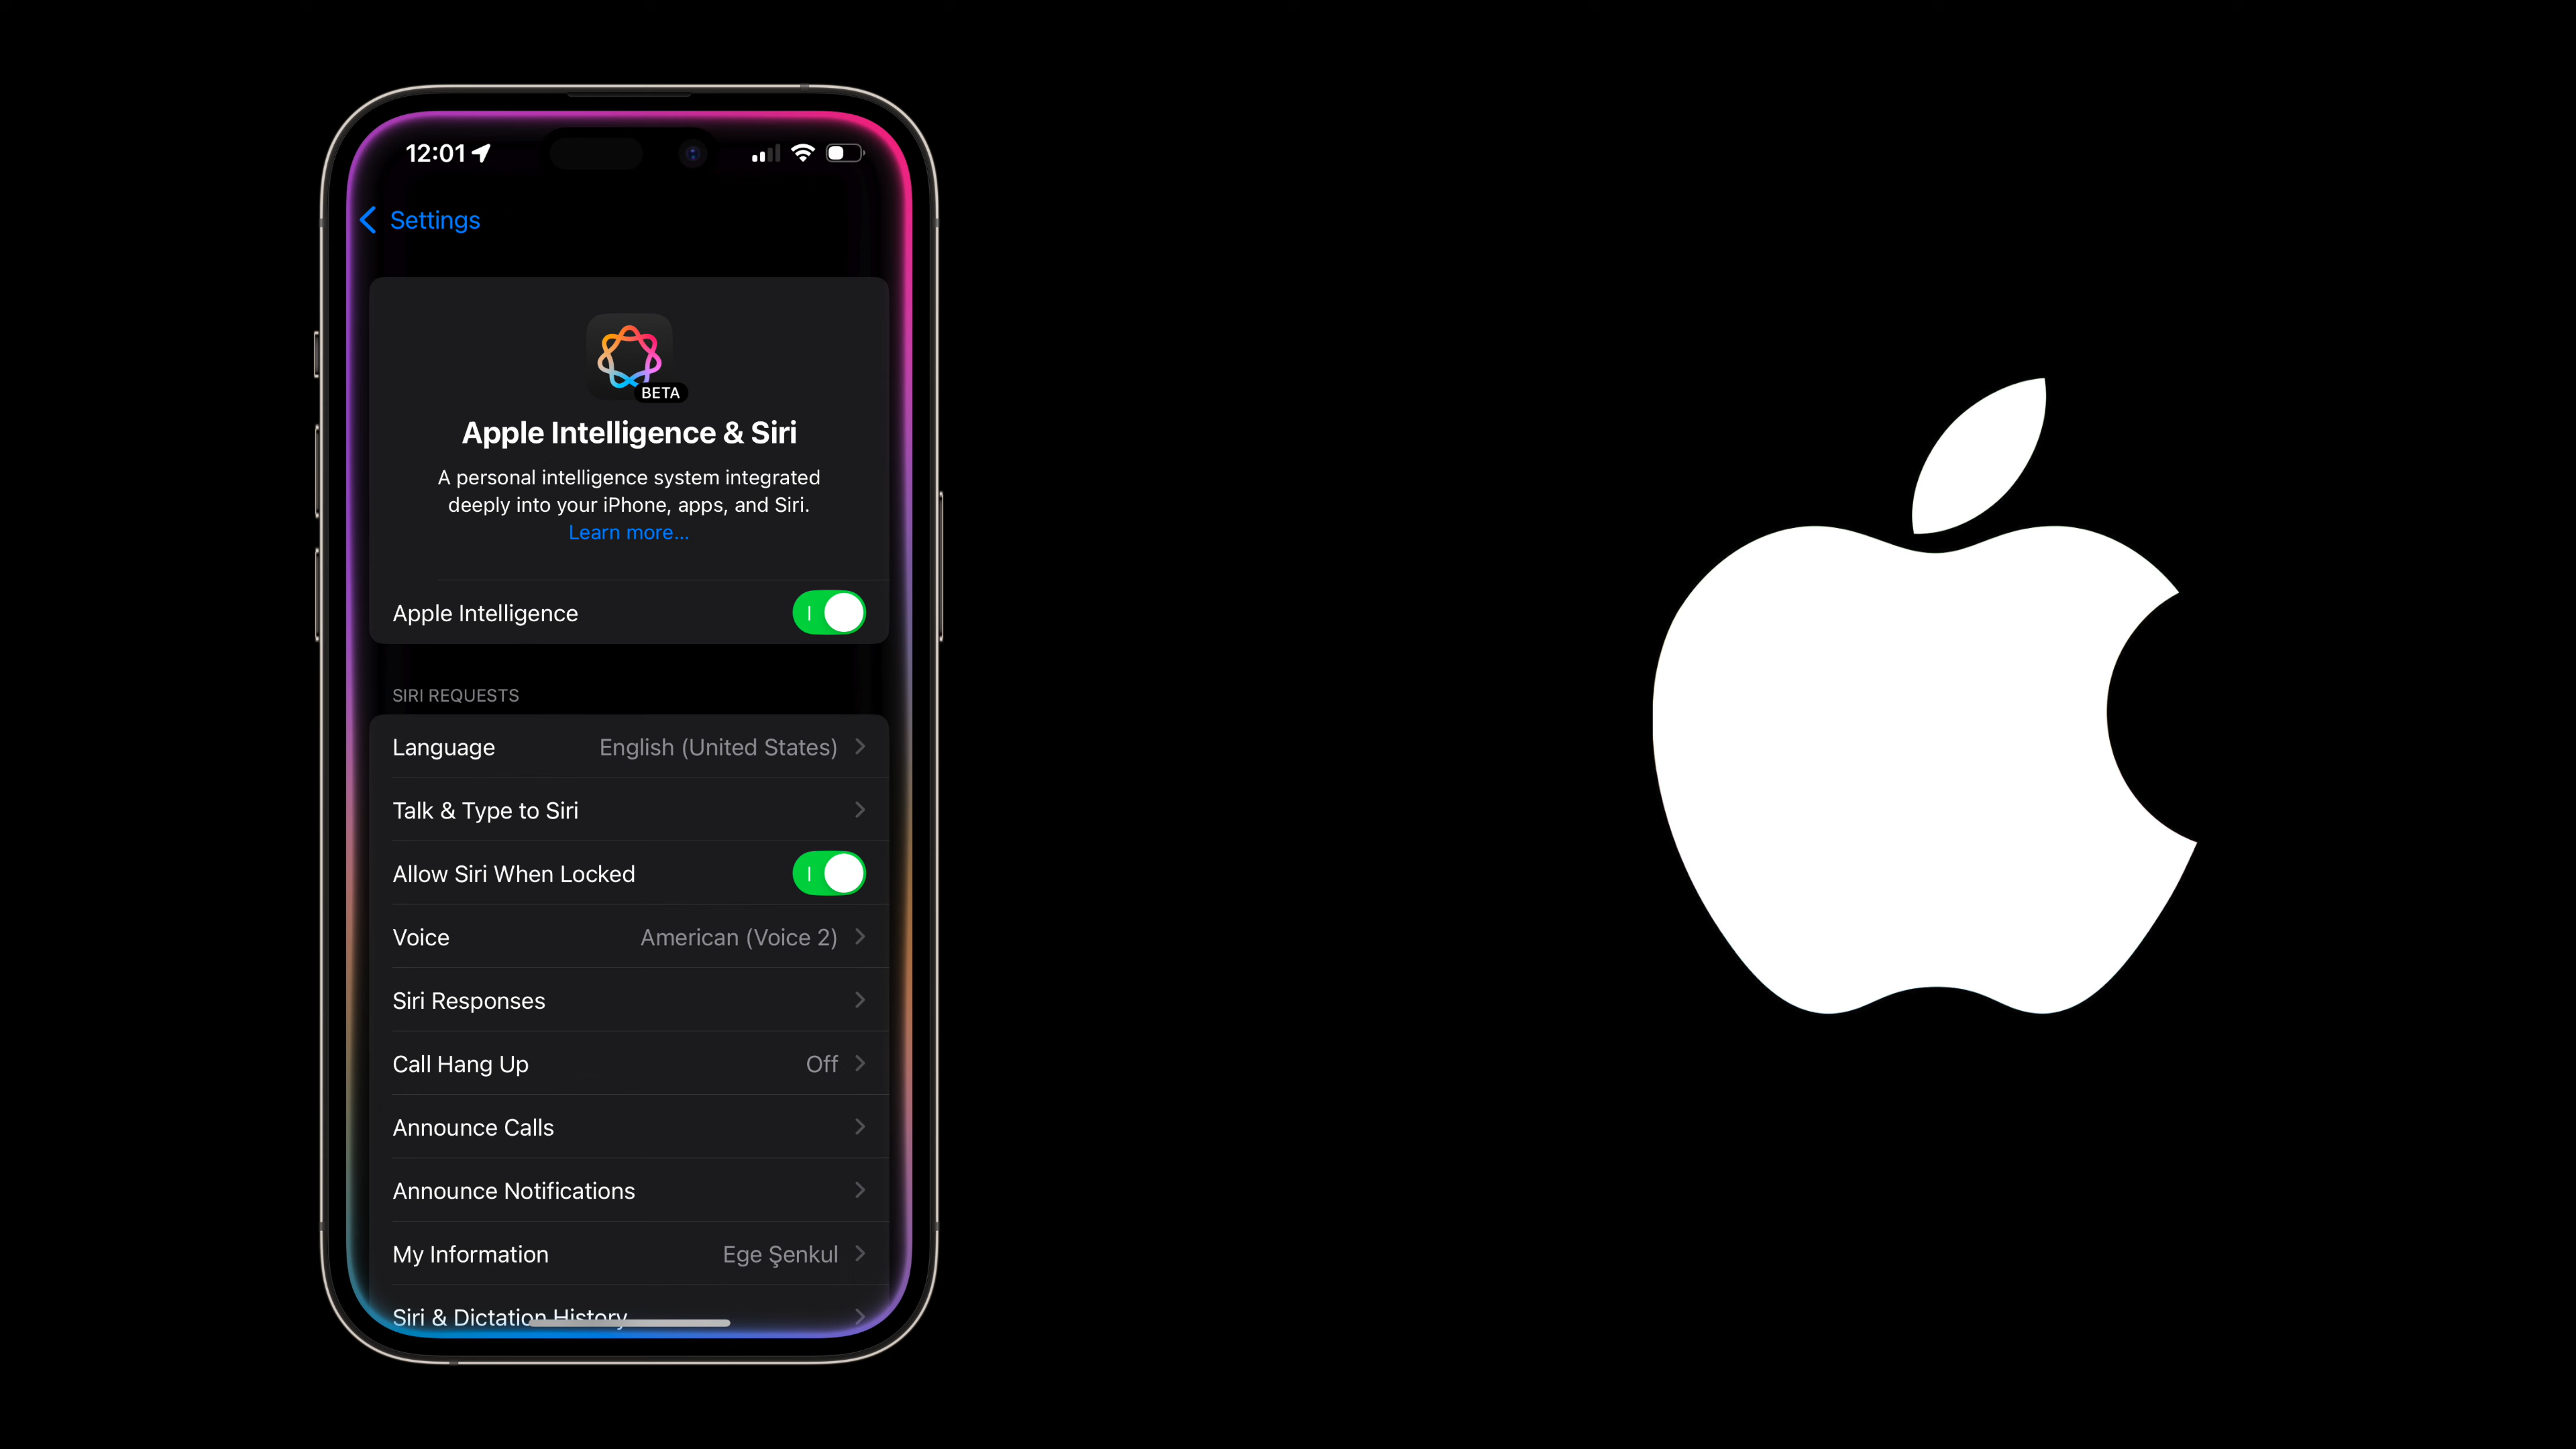 12:01
Settings
BETA
Apple Intelligence & Siri
A personal intelligence system integrated
deeply into your iPhone, apps, and Siri.
Learn more...
Apple Intelligence
SIRI REQUESTS
Language English (United States)
Talk & Type to Siri
Allow Siri When Locked
Voice American (Voice 2)
Siri Responses
Call Hang Up Off
Announce Calls
Announce Notifications
My Information Ege Şenkul
Siri & Dictation History